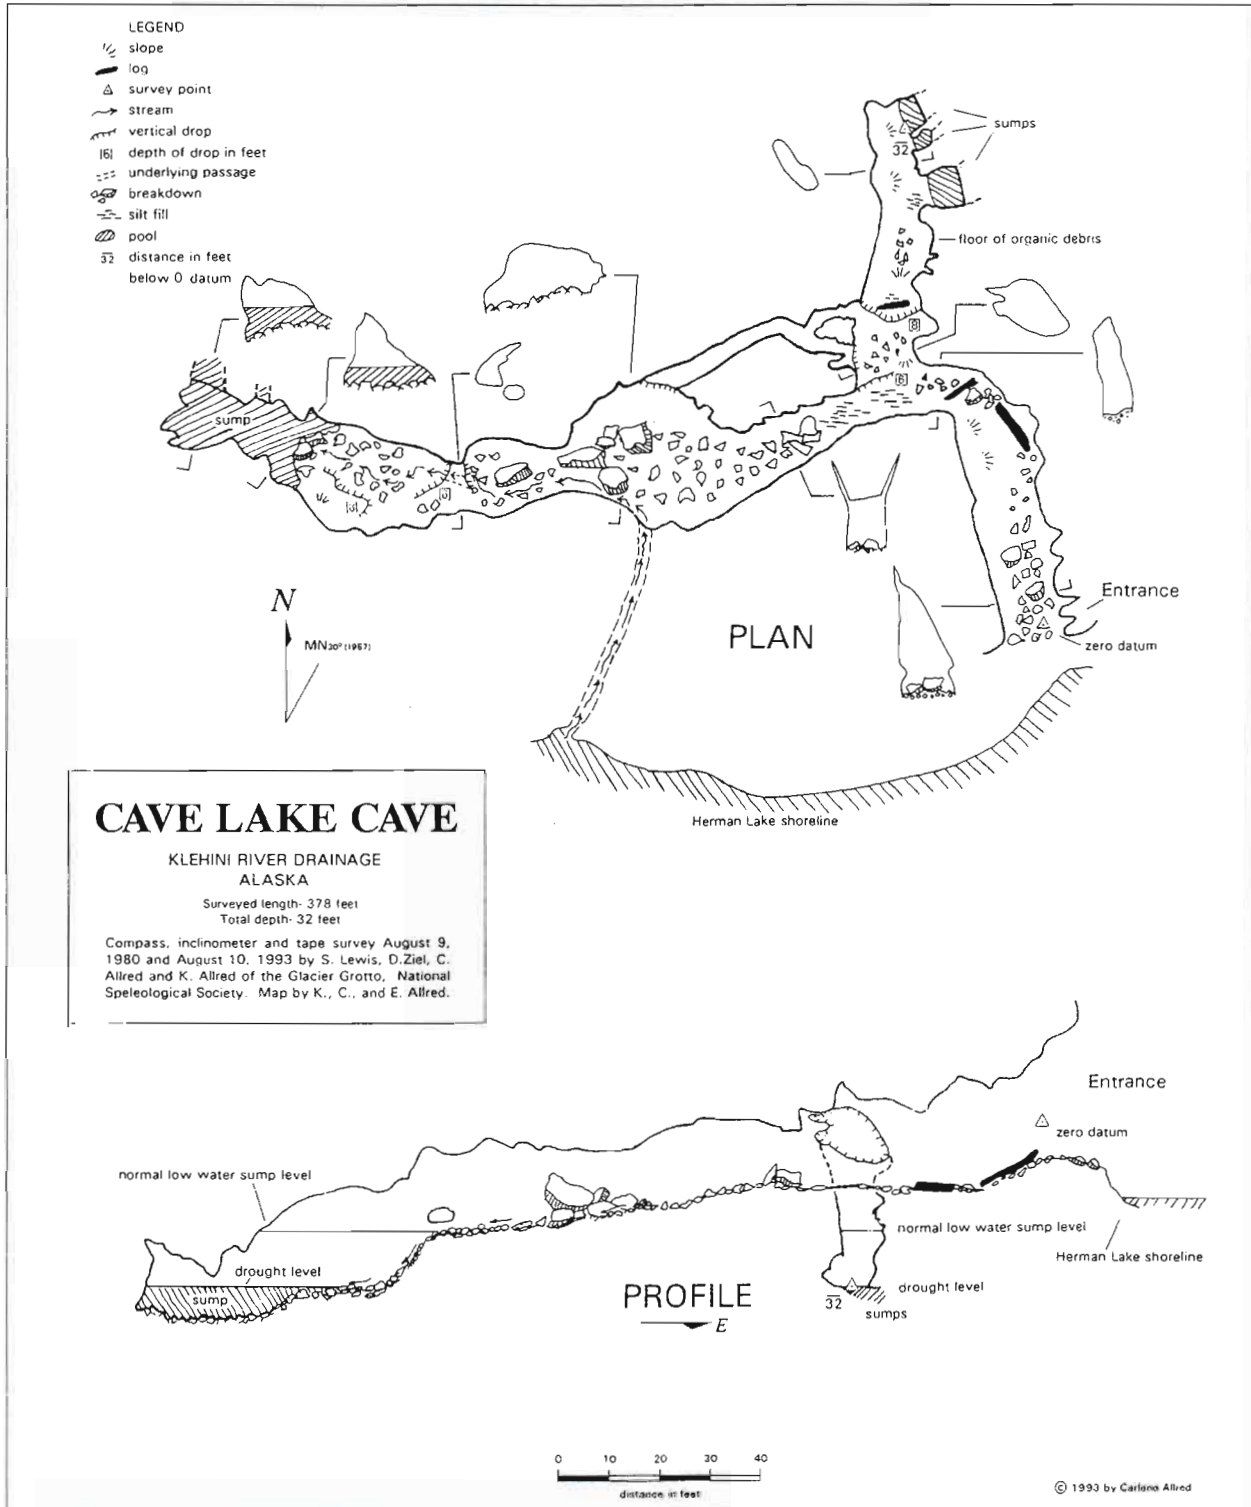 LEGEND
slope
log
survey point
stream
vertical drop
|6| depth of drop in feet
underlying passage
breakdown
silt fill
pool
32 distance in feet
below 0 datum
sumps
32
floor of organic debris
8
6
sump
Entrance
zero datum
N
MN 20° (1957)
PLAN
Herman Lake shoreline
CAVE LAKE CAVE
KLEHINI RIVER DRAINAGE
ALASKA
Surveyed length- 378 feet
Total depth- 32 feet
Compass, inclinometer and tape survey August 9,
1980 and August 10, 1993 by S. Lewis, D.Ziel, C.
Allred and K. Allred of the Glacier Grotto, National
Speleological Society. Map by K., C., and E. Allred.
Entrance
zero datum
normal low water sump level
normal low water sump level
Herman Lake shoreline
drought level
sump
drought level
32
sumps
PROFILE
E
0 10 20 30 40
distance in feet
© 1993 by Carlene Allred